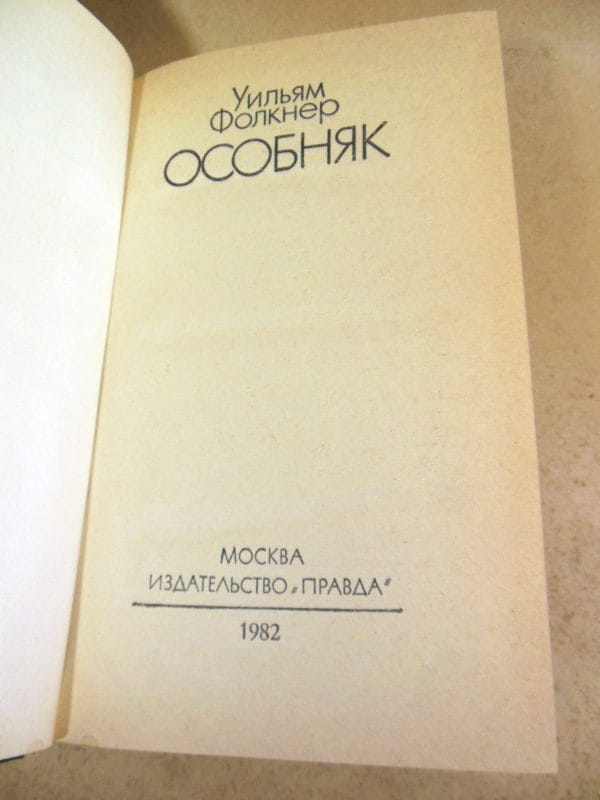 Уильям
Фолкнер
ОСОБНЯК
МОСКВА
ИЗДАТЕЛЬСТВО „ПРАВДА"
1982